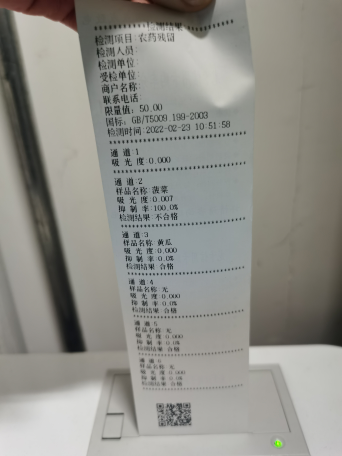 检测结果
检测项目:农药残留
检测人员:
检测单位:
受检单位:
商户名称:
联系电话:
限量值: 50.00
国标: GB/T5009 199-2003
检测时间:2022-02-23 10:51:58
通 道:1
吸 光 度:0.000
通 道:2
样品名称:菠菜
吸 光 度:0.007
抑 制 率:100.0%
检测结果 不合格
通 道:3
样品名称 黄瓜
吸 光 度:0.000
抑 制 率:0.0%
检测结果 合格
通 道:4
样品名称 无
吸 光 度:0.000
抑 制 率:0.0%
检测结果 合格
通 道:5
样品名称 无
吸 光 度:0.000
抑 制 率:0.0%
检测结果 合格
通 道:6
样品名称 无
吸 光 度:0.000
抑 制 率:0.0%
检测结果 合格